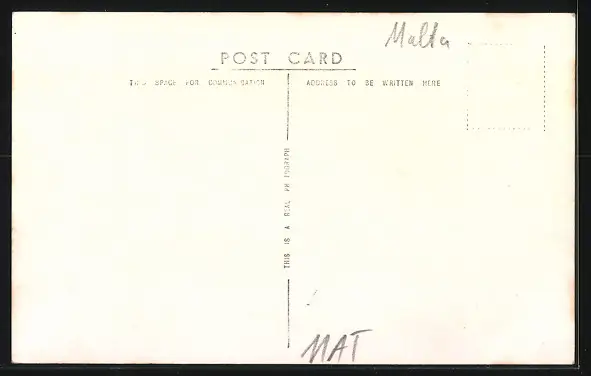 Malta
POST CARD
THIS SPACE FOR COMMUNICATION
ADDRESS TO BE WRITTEN HERE
THIS IS A REAL PHOTOGRAPH
MAT